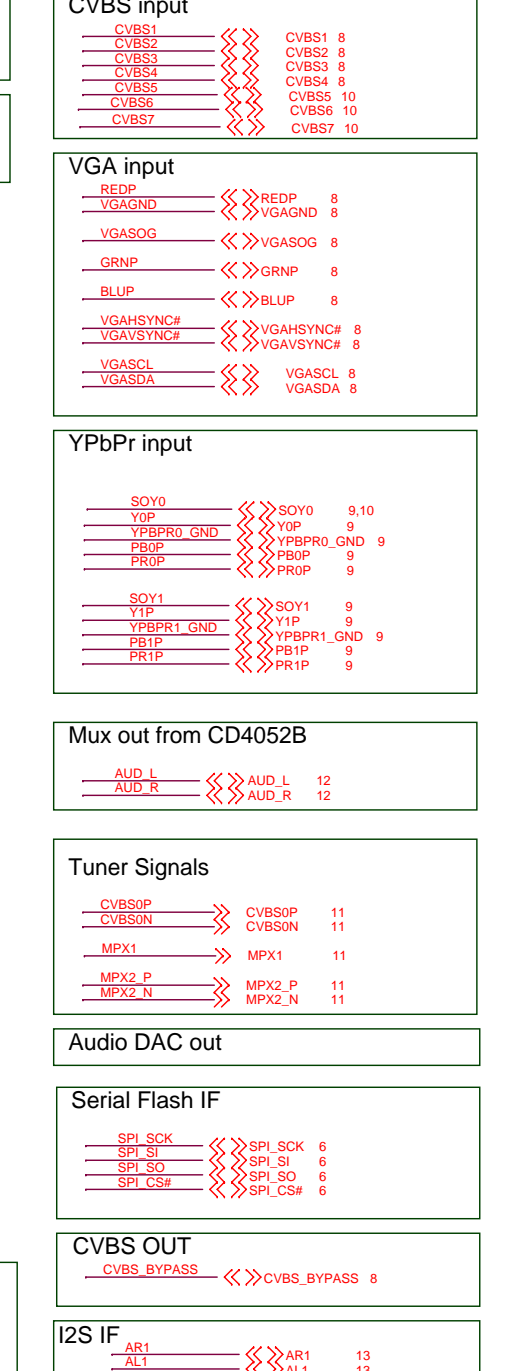 CVBS input
CVBS1 CVBS1 8
CVBS2 CVBS2 8
CVBS3 CVBS3 8
CVBS4 CVBS4 8
CVBS5 CVBS5 10
CVBS6 CVBS6 10
CVBS7 CVBS7 10
VGA input
REDP REDP 8
VGAGND VGAGND 8
VGASOG VGASOG 8
GRNP GRNP 8
BLUP BLUP 8
VGAHSYNC# VGAHSYNC# 8
VGAVSYNC# VGAVSYNC# 8
VGASCL VGASCL 8
VGASDA VGASDA 8
YPbPr input
SOY0 SOY0 9,10
Y0P Y0P 9
YPBPR0_GND YPBPR0_GND 9
PB0P PB0P 9
PR0P PR0P 9
SOY1 SOY1 9
Y1P Y1P 9
YPBPR1_GND YPBPR1_GND 9
PB1P PB1P 9
PR1P PR1P 9
Mux out from CD4052B
AUD_L AUD_L 12
AUD_R AUD_R 12
Tuner Signals
CVBS0P CVBS0P 11
CVBS0N CVBS0N 11
MPX1 MPX1 11
MPX2_P MPX2_P 11
MPX2_N MPX2_N 11
Audio DAC out
Serial Flash IF
SPI_SCK SPI_SCK 6
SPI_SI SPI_SI 6
SPI_SO SPI_SO 6
SPI_CS# SPI_CS# 6
CVBS OUT
CVBS_BYPASS CVBS_BYPASS 8
I2S IF
AR1 AR1 13
AL1 AL1 13